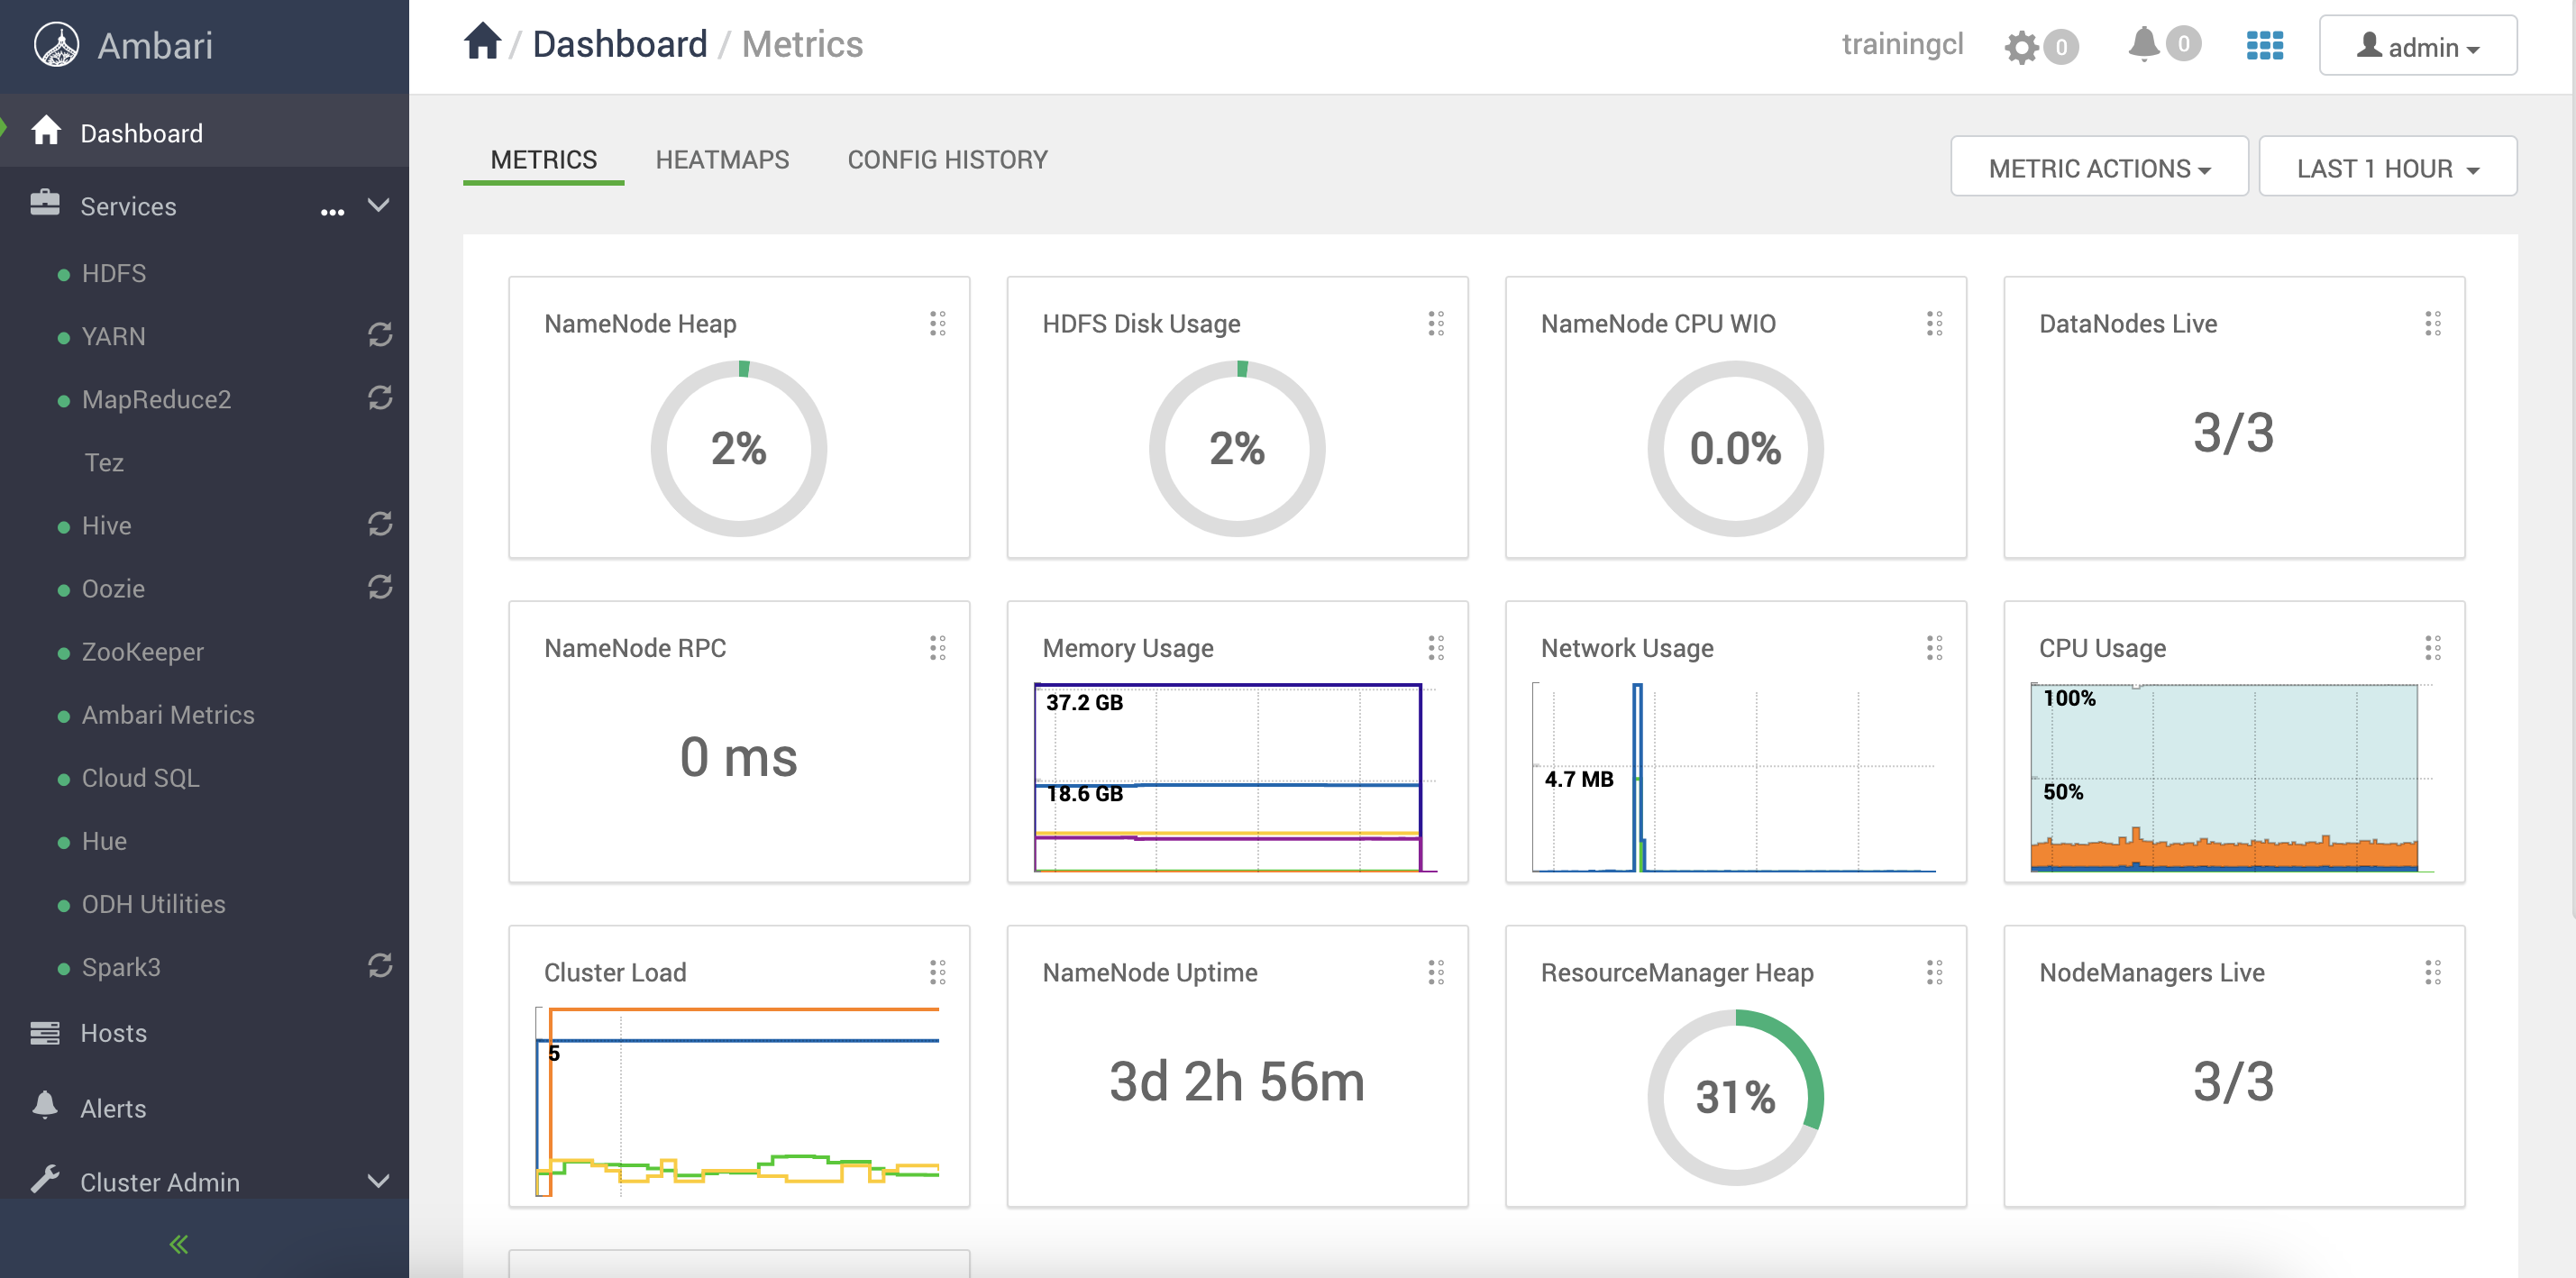 Ambari
/ Dashboard / Metrics
trainingcl
0
0
admin
Dashboard
Services
...
HDFS
YARN
MapReduce2
Tez
Hive
Oozie
ZooKeeper
Ambari Metrics
Cloud SQL
Hue
ODH Utilities
Spark3
Hosts
Alerts
Cluster Admin
METRICS
HEATMAPS
CONFIG HISTORY
METRIC ACTIONS
LAST 1 HOUR
NameNode Heap
2%
HDFS Disk Usage
2%
NameNode CPU WIO
0.0%
DataNodes Live
3/3
NameNode RPC
0 ms
Memory Usage
37.2 GB
18.6 GB
Network Usage
4.7 MB
CPU Usage
100%
50%
Cluster Load
5
NameNode Uptime
3d 2h 56m
ResourceManager Heap
31%
NodeManagers Live
3/3